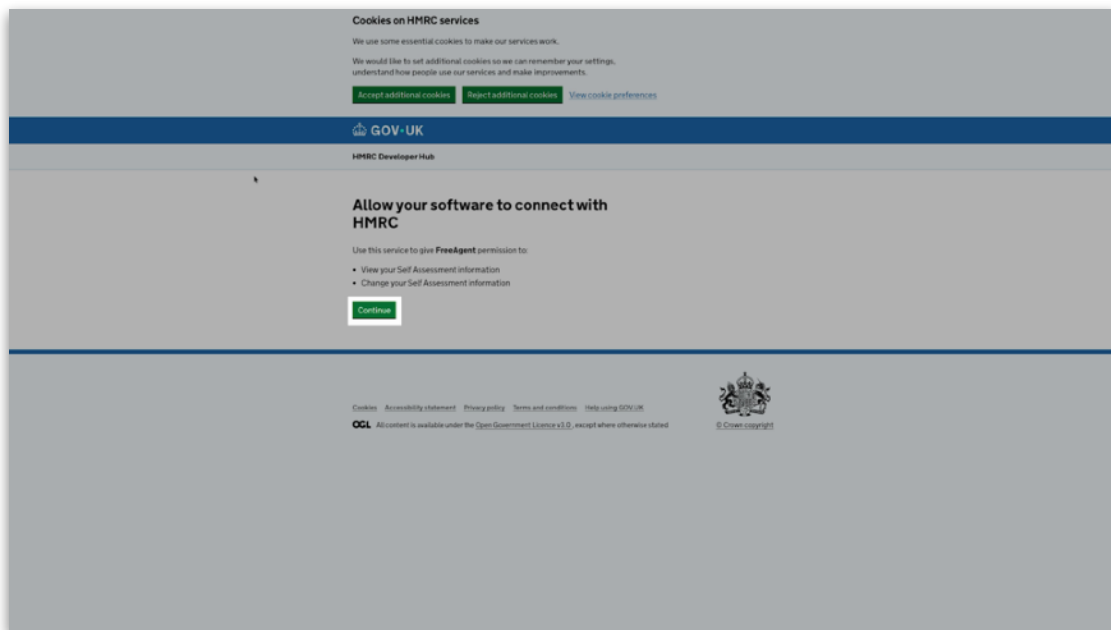 Cookies on HMRC services
We use some essential cookies to make our services work.
We would like to set additional cookies so we can remember your settings,
understand how people use our services and make improvements.
Accept additional cookies Reject additional cookies View cookie preferences
GOV·UK
HMRC Developer Hub
Allow your software to connect with
HMRC
Use this service to give FreeAgent permission to:
• View your Self Assessment information
• Change your Self Assessment information
Continue
Cookies Accessibility statement Privacy policy Terms and conditions Help using GOV.UK
OGL All content is available under the Open Government Licence v3.0 , except where otherwise stated
© Crown copyright